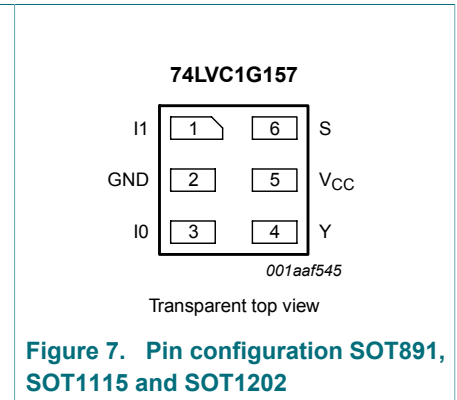 74LVC1G157
I1 1 6 S
GND 2 5 VCC
I0 3 4 Y
001aaf545
Transparent top view
Figure 7. Pin configuration SOT891,
SOT1115 and SOT1202